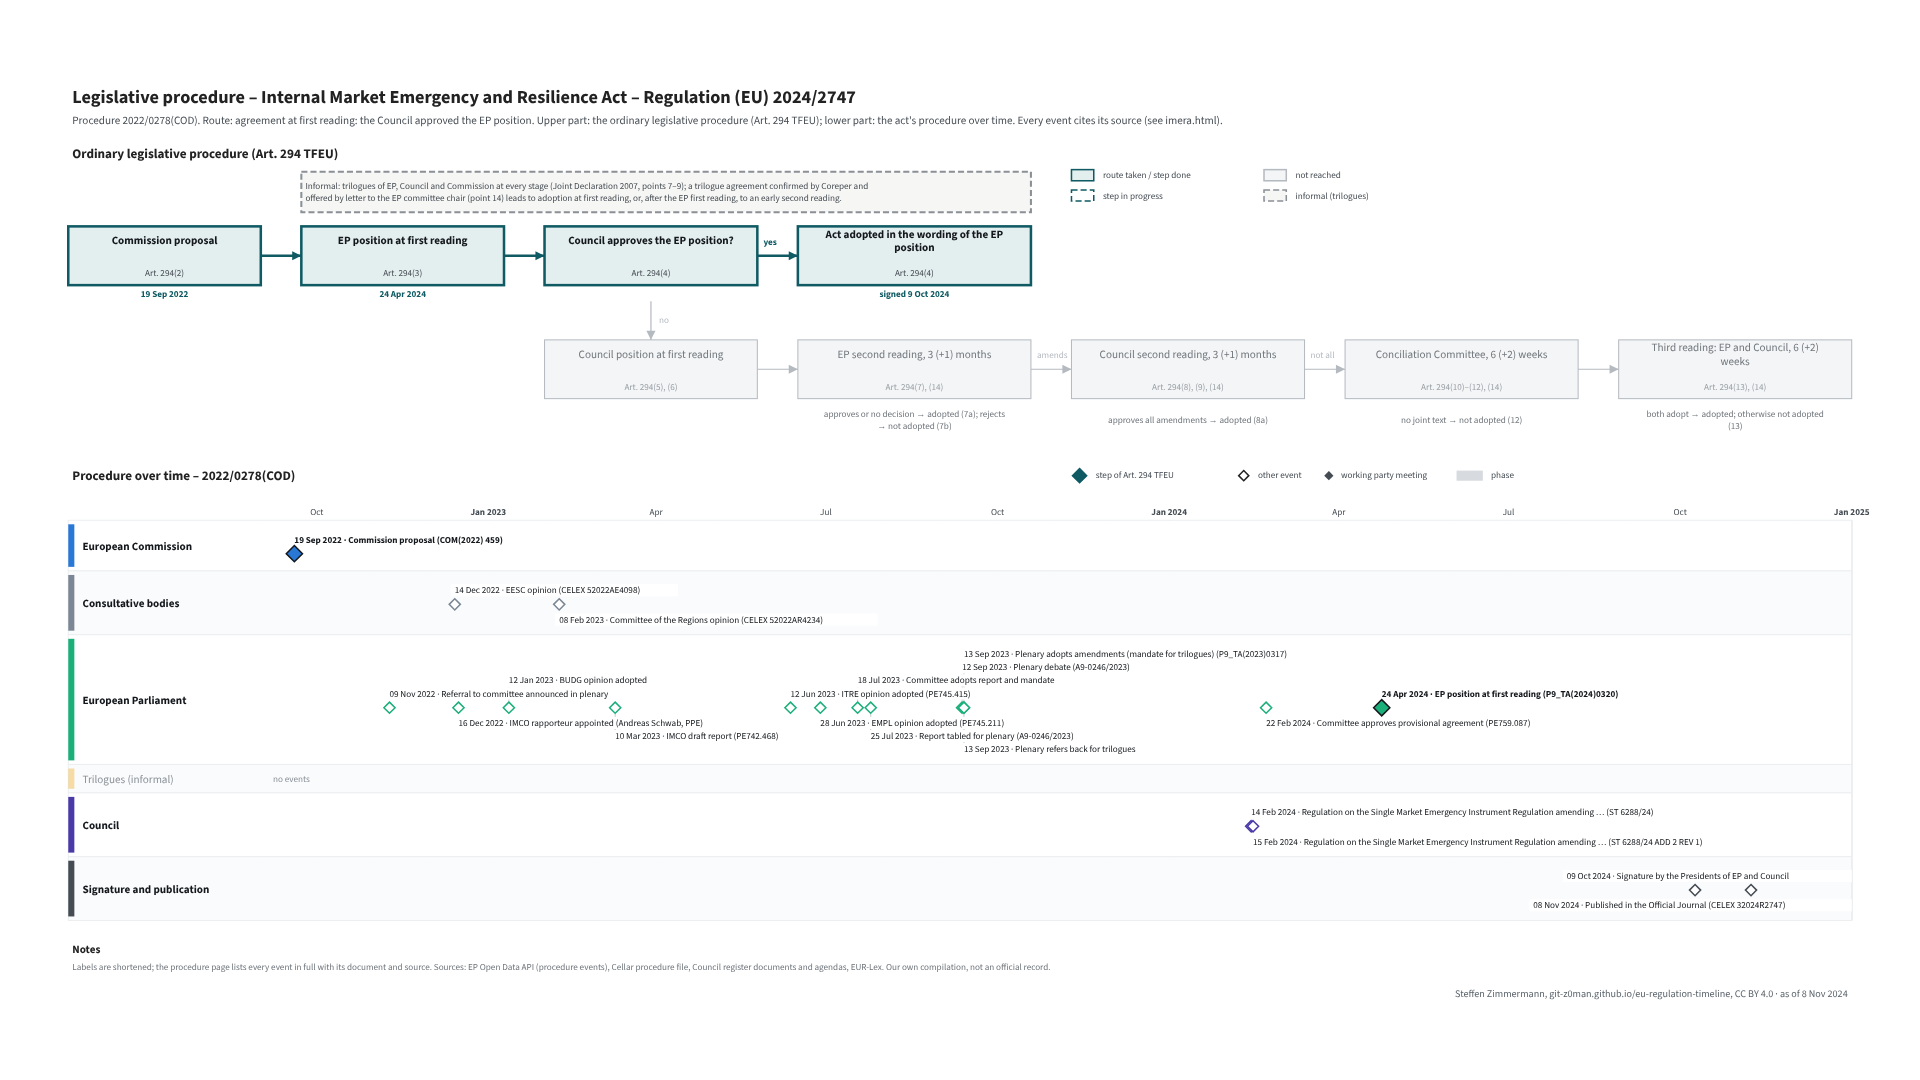 Legislative procedure – Internal Market Emergency and Resilience Act – Regulation (EU) 2024/2747
Procedure 2022/0278(COD). Route: agreement at first reading: the Council approved the EP position. Upper part: the ordinary legislative procedure (Art. 294 TFEU); lower part: the act's procedure over time. Every event cites its source (see imera.html).
Ordinary legislative procedure (Art. 294 TFEU)
Informal: trilogues of EP, Council and Commission at every stage (Joint Declaration 2007, points 7–9); a trilogue agreement confirmed by Coreper and
offered by letter to the EP committee chair (point 14) leads to adoption at first reading, or, after the EP first reading, to an early second reading.
route taken / step done
not reached
step in progress
informal (trilogues)
Commission proposal
Art. 294(2)
19 Sep 2022
EP position at first reading
Art. 294(3)
24 Apr 2024
Council approves the EP position?
Art. 294(4)
yes
Act adopted in the wording of the EP
position
Art. 294(4)
signed 9 Oct 2024
no
Council position at first reading
Art. 294(5), (6)
EP second reading, 3 (+1) months
Art. 294(7), (14)
approves or no decision → adopted (7a); rejects
→ not adopted (7b)
amends
Council second reading, 3 (+1) months
Art. 294(8), (9), (14)
approves all amendments → adopted (8a)
not all
Conciliation Committee, 6 (+2) weeks
Art. 294(10)–(12), (14)
no joint text → not adopted (12)
Third reading: EP and Council, 6 (+2)
weeks
Art. 294(13), (14)
both adopt → adopted; otherwise not adopted
(13)
Procedure over time – 2022/0278(COD)
step of Art. 294 TFEU
other event
working party meeting
phase
Oct
Jan 2023
Apr
Jul
Oct
Jan 2024
Apr
Jul
Oct
Jan 2025
European Commission
19 Sep 2022 · Commission proposal (COM(2022) 459)
Consultative bodies
14 Dec 2022 · EESC opinion (CELEX 52022AE4098)
08 Feb 2023 · Committee of the Regions opinion (CELEX 52022AR4234)
European Parliament
13 Sep 2023 · Plenary adopts amendments (mandate for trilogues) (P9_TA(2023)0317)
12 Sep 2023 · Plenary debate (A9-0246/2023)
12 Jan 2023 · BUDG opinion adopted
18 Jul 2023 · Committee adopts report and mandate
09 Nov 2022 · Referral to committee announced in plenary
12 Jun 2023 · ITRE opinion adopted (PE745.415)
24 Apr 2024 · EP position at first reading (P9_TA(2024)0320)
16 Dec 2022 · IMCO rapporteur appointed (Andreas Schwab, PPE)
28 Jun 2023 · EMPL opinion adopted (PE745.211)
22 Feb 2024 · Committee approves provisional agreement (PE759.087)
10 Mar 2023 · IMCO draft report (PE742.468)
25 Jul 2023 · Report tabled for plenary (A9-0246/2023)
13 Sep 2023 · Plenary refers back for trilogues
Trilogues (informal)
no events
Council
14 Feb 2024 · Regulation on the Single Market Emergency Instrument Regulation amending … (ST 6288/24)
15 Feb 2024 · Regulation on the Single Market Emergency Instrument Regulation amending … (ST 6288/24 ADD 2 REV 1)
Signature and publication
09 Oct 2024 · Signature by the Presidents of EP and Council
08 Nov 2024 · Published in the Official Journal (CELEX 32024R2747)
Notes
Labels are shortened; the procedure page lists every event in full with its document and source. Sources: EP Open Data API (procedure events), Cellar procedure file, Council register documents and agendas, EUR-Lex. Our own compilation, not an official record.
Steffen Zimmermann, git-z0man.github.io/eu-regulation-timeline, CC BY 4.0 · as of 8 Nov 2024